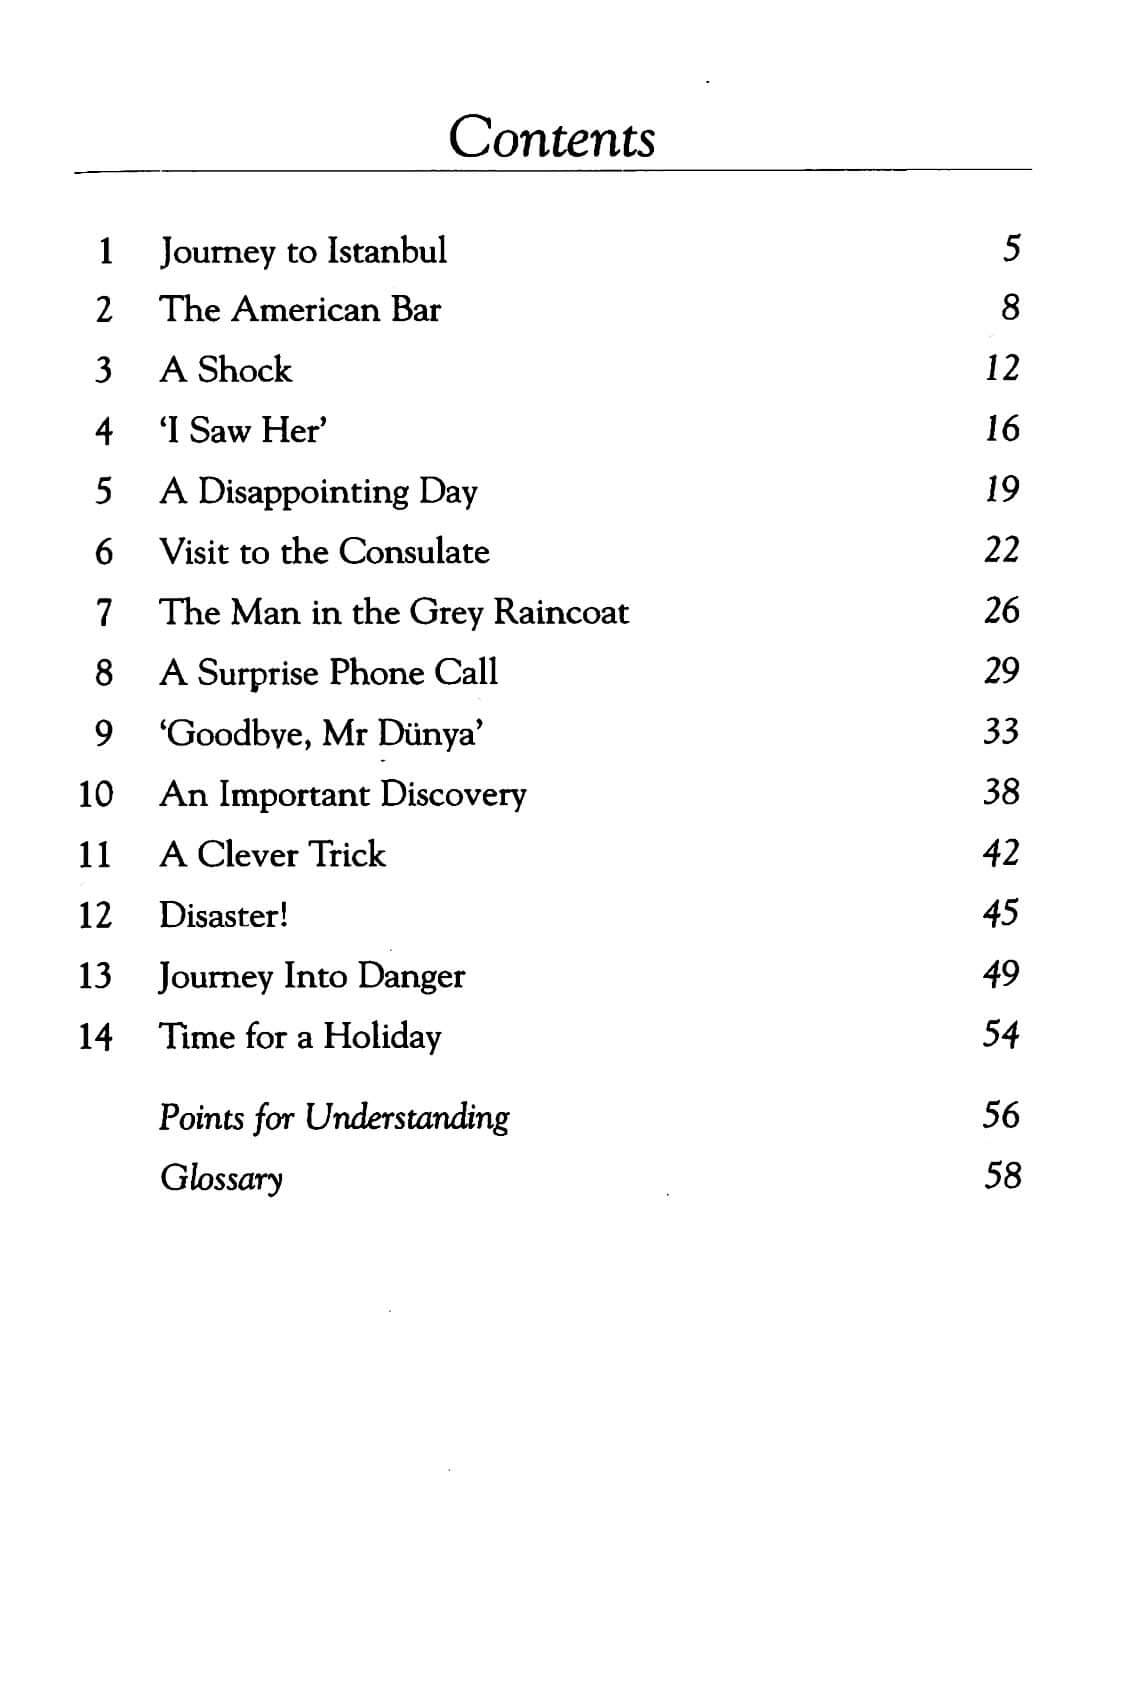 Contents
1 Journey to Istanbul 5
2 The American Bar 8
3 A Shock 12
4 ‘I Saw Her’ 16
5 A Disappointing Day 19
6 Visit to the Consulate 22
7 The Man in the Grey Raincoat 26
8 A Surprise Phone Call 29
9 ‘Goodbye, Mr Dünya’ 33
10 An Important Discovery 38
11 A Clever Trick 42
12 Disaster! 45
13 Journey Into Danger 49
14 Time for a Holiday 54
Points for Understanding 56
Glossary 58